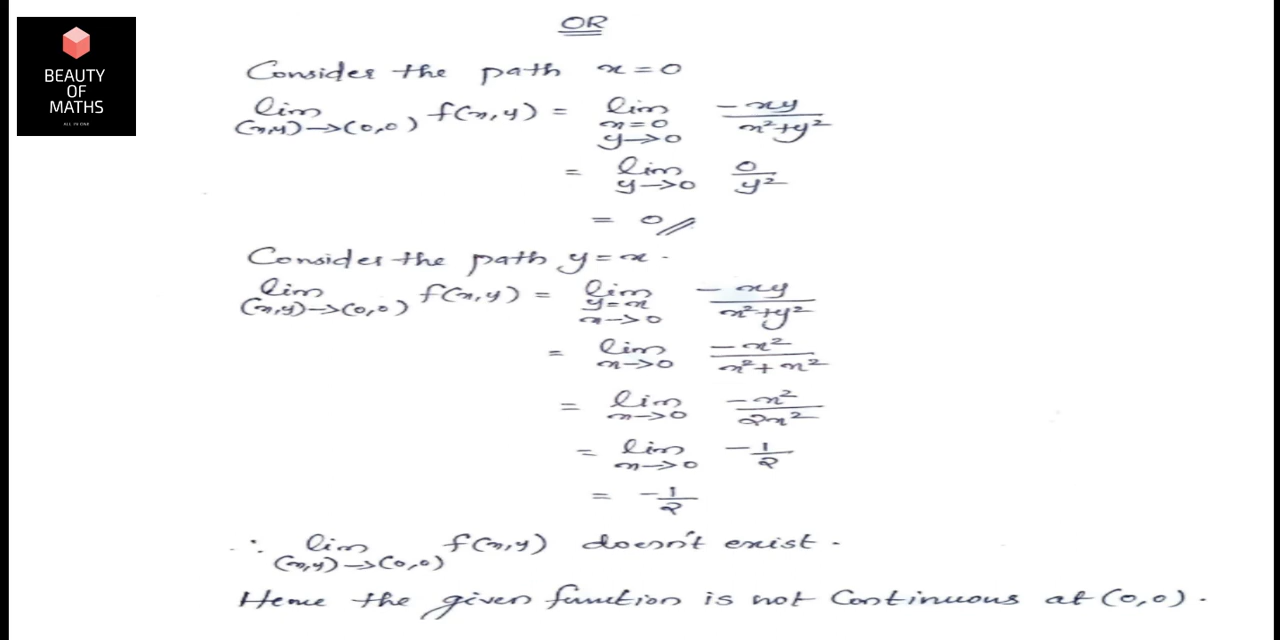 BEAUTY
OF
MATHS
ALL IN ONE
OR
Consider the path x = 0
lim (x,y)→(0,0) f(x,y) = lim x=0 y→0 -xy/x²+y²
= lim y→0 0/y²
= 0//
Consider the path y = x.
lim (x,y)→(0,0) f(x,y) = lim y=x x→0 -xy/x²+y²
= lim x→0 -x²/x²+x²
= lim x→0 -x²/2x²
= lim x→0 -1/2
= -1/2
∴ lim (x,y)→(0,0) f(x,y) doesn't exist.
Hence the given function is not Continuous at (0,0).